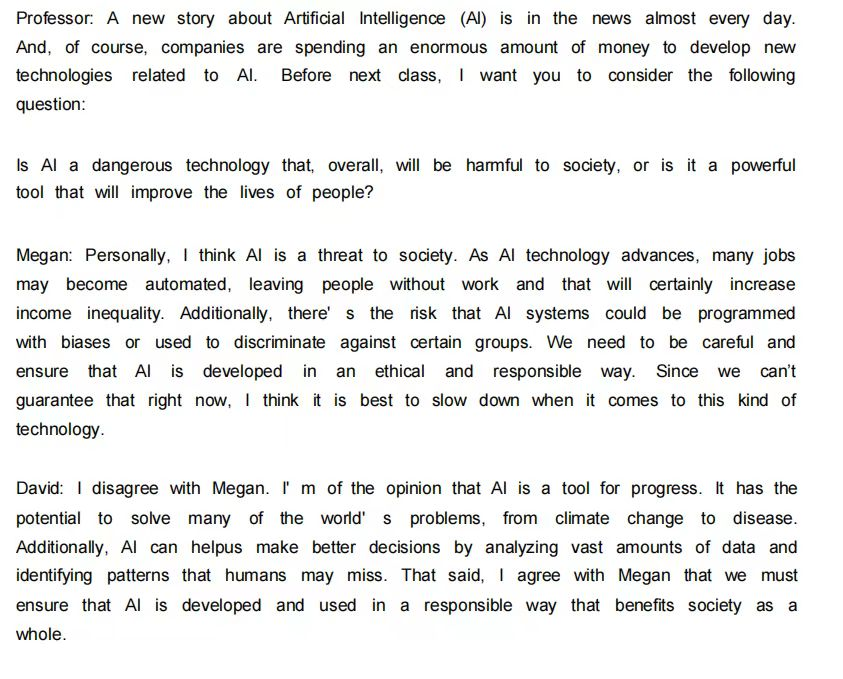 Professor: A new story about Artificial Intelligence (AI) is in the news almost every day.
And, of course, companies are spending an enormous amount of money to develop new
technologies related to AI. Before next class, I want you to consider the following
question:
Is AI a dangerous technology that, overall, will be harmful to society, or is it a powerful
tool that will improve the lives of people?
Megan: Personally, I think AI is a threat to society. As AI technology advances, many jobs
may become automated, leaving people without work and that will certainly increase
income inequality. Additionally, there' s the risk that AI systems could be programmed
with biases or used to discriminate against certain groups. We need to be careful and
ensure that AI is developed in an ethical and responsible way. Since we can't
guarantee that right now, I think it is best to slow down when it comes to this kind of
technology.
David: I disagree with Megan. I' m of the opinion that AI is a tool for progress. It has the
potential to solve many of the world' s problems, from climate change to disease.
Additionally, AI can helpus make better decisions by analyzing vast amounts of data and
identifying patterns that humans may miss. That said, I agree with Megan that we must
ensure that AI is developed and used in a responsible way that benefits society as a
whole.